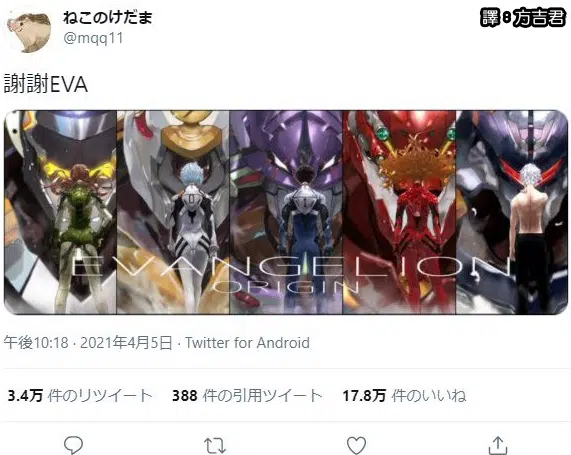 ねこのけだま
譯8方吉君
@mqq11
謝謝EVA
EVANGELION
ORIGIN
午後10:18 · 2021年4月5日 · Twitter for Android
3.4万 件のリツイート 388 件の引用ツイート 17.8万 件のいいね